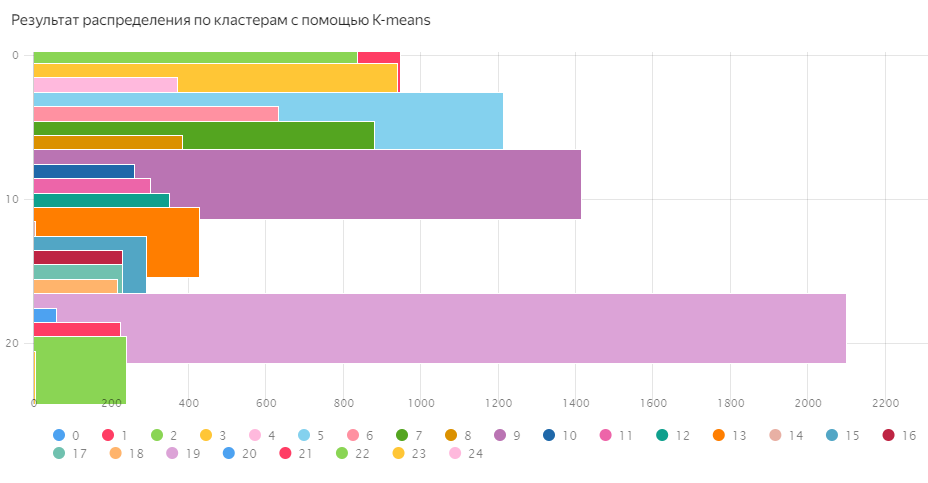 Результат распределения по кластерам с помощью K-means
0
10
20
0 200 400 600 800 1000 1200 1400 1600 1800 2000 2200
0 1 2 3 4 5 6 7 8 9 10 11 12 13 14 15 16
17 18 19 20 21 22 23 24